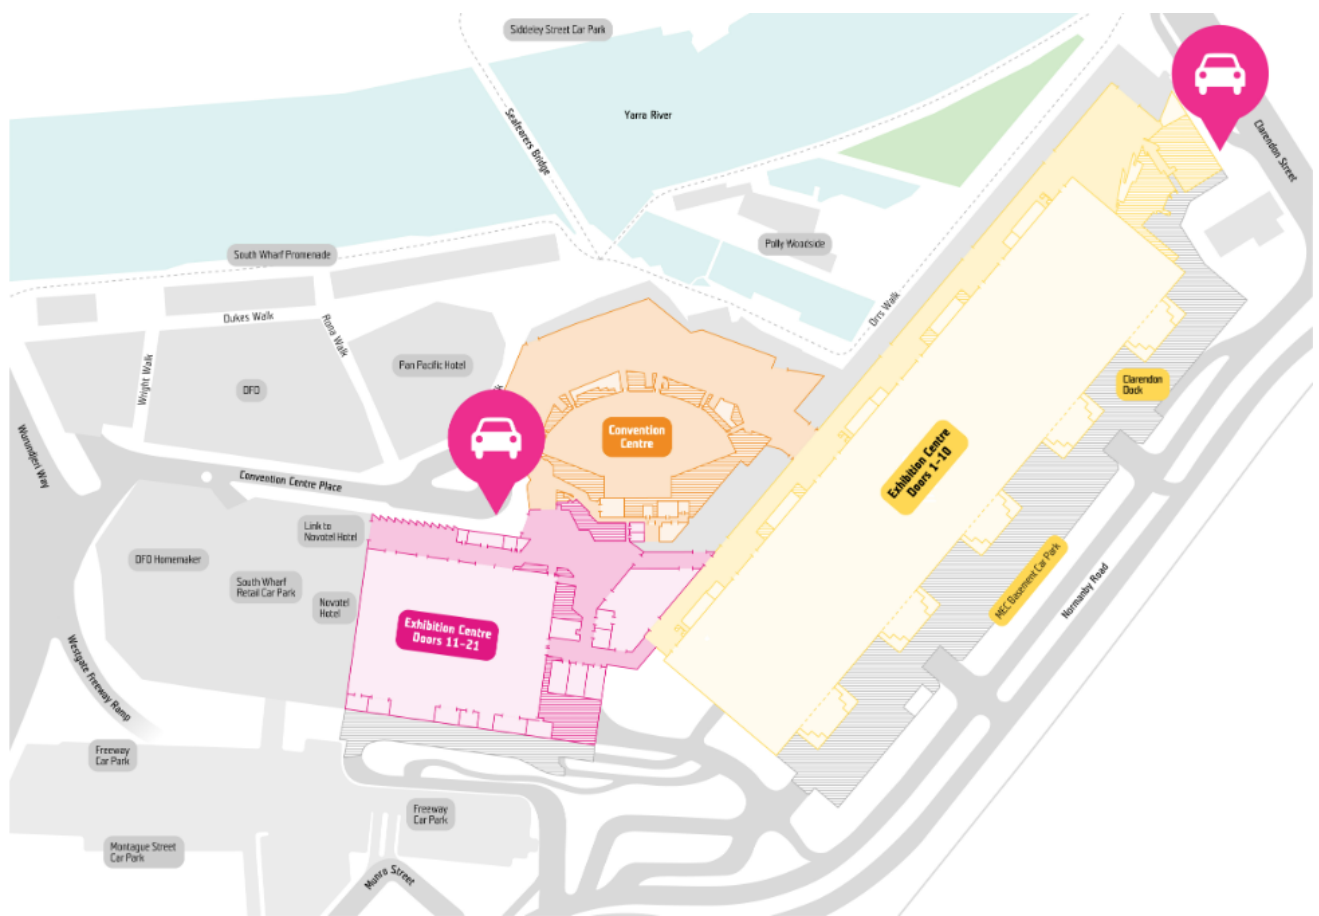 Siddeley Street Car Park
Yarra River
Seafarers Bridge
Clarendon Street
South Wharf Promenade
Polly Woodside
Dukes Walk
Rona Walk
Orrs Walk
Wright Walk
DFO
Pan Pacific Hotel
Clarendon
Dock
Convention
Centre
Exhibition Centre
Doors 1-10
Wurundjeri Way
Convention Centre Place
Link to
Novotel Hotel
DFO Homemaker
South Wharf
Retail Car Park
Novotel
Hotel
Exhibition Centre
Doors 11-21
MEC Basement Car Park
Normanby Road
Westgate Freeway Ramp
Freeway
Car Park
Freeway
Car Park
Montague Street
Car Park
Munro Street